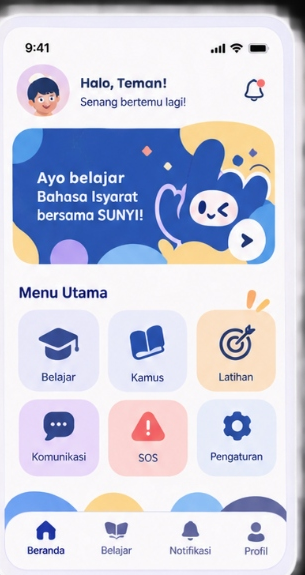 9:41
Halo, Teman!
Senang bertemu lagi!
Ayo belajar
Bahasa Isyarat
bersama SUNYI!
Menu Utama
Belajar
Kamus
Latihan
Komunikasi
SOS
Pengaturan
Beranda
Belajar
Notifikasi
Profil